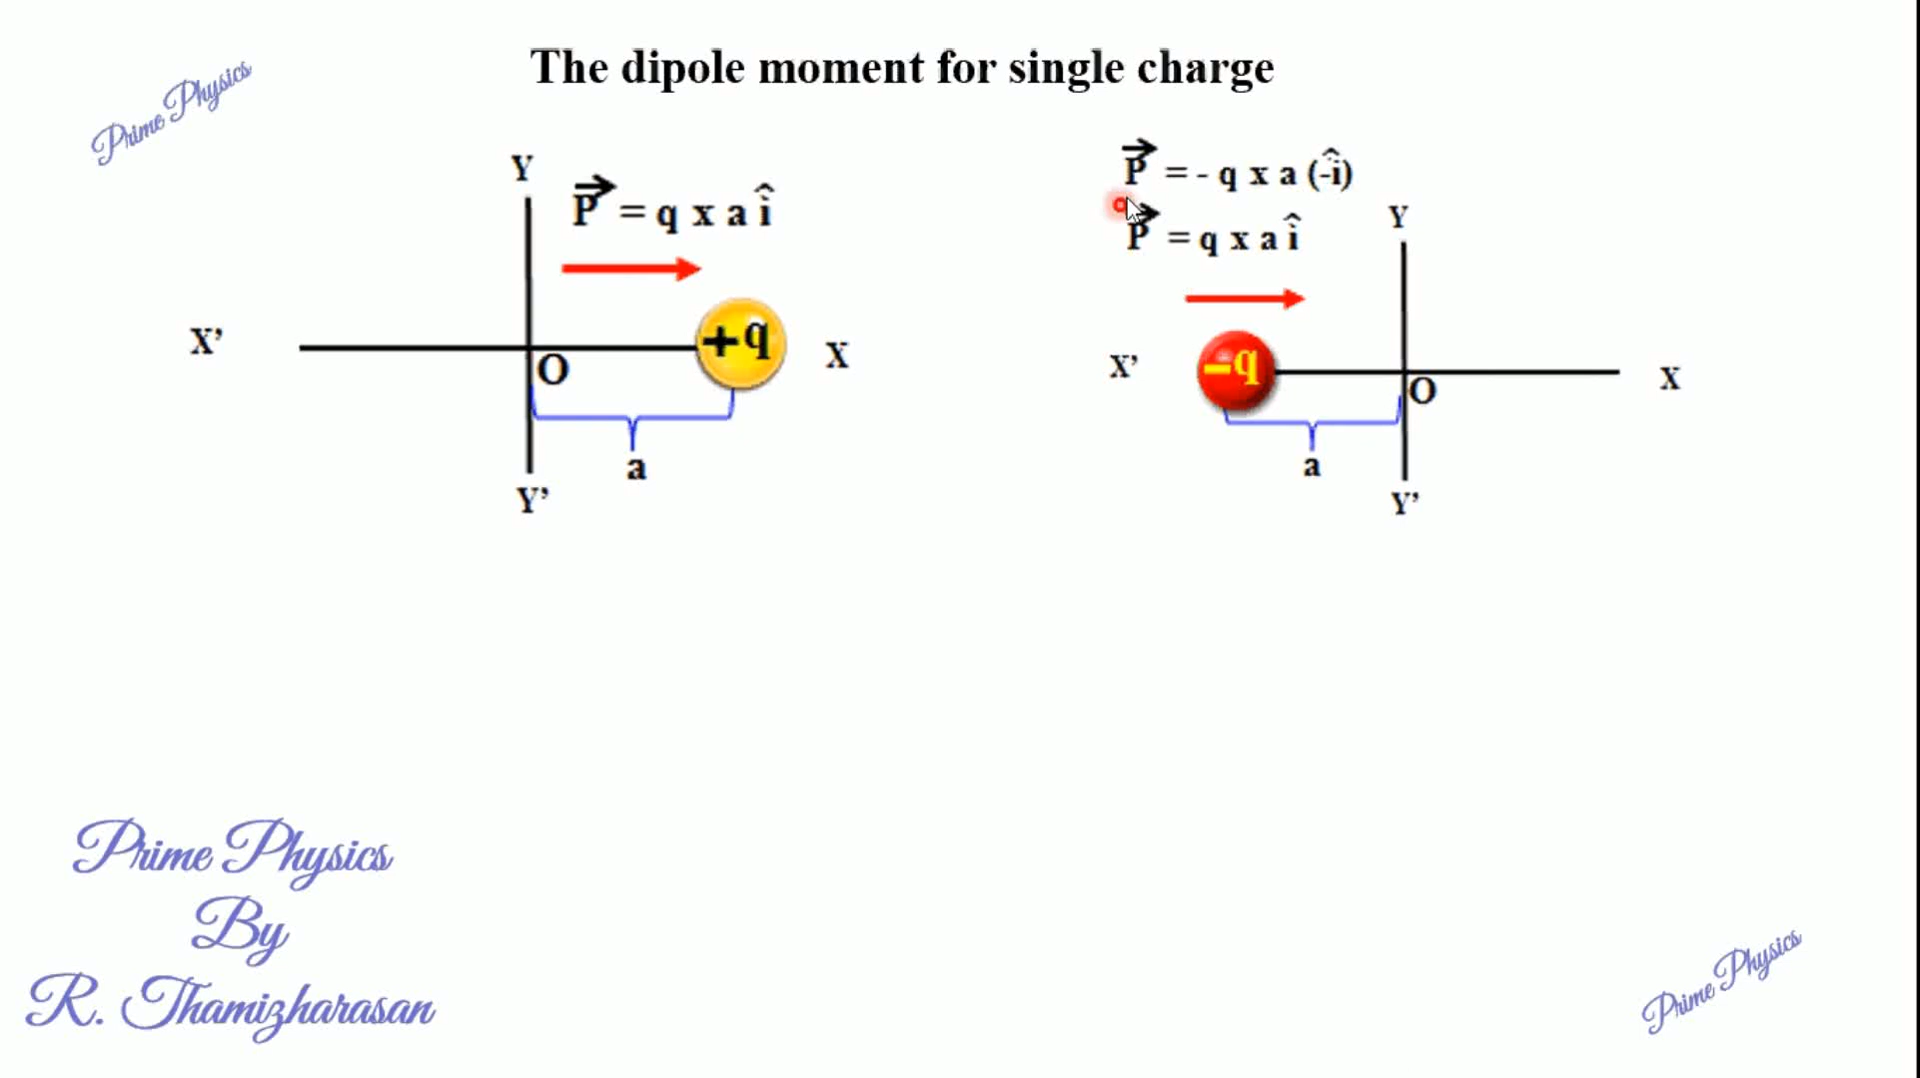 The dipole moment for single charge
Prime Physics
P⃗ = - q x a (-î)
Y
P⃗ = q x a î
P⃗ = q x a î
Y
+q
X'
O
X
-q
X'
O
X
a
a
Y'
Y'
Prime Physics
By
R. Thamizharasan
Prime Physics